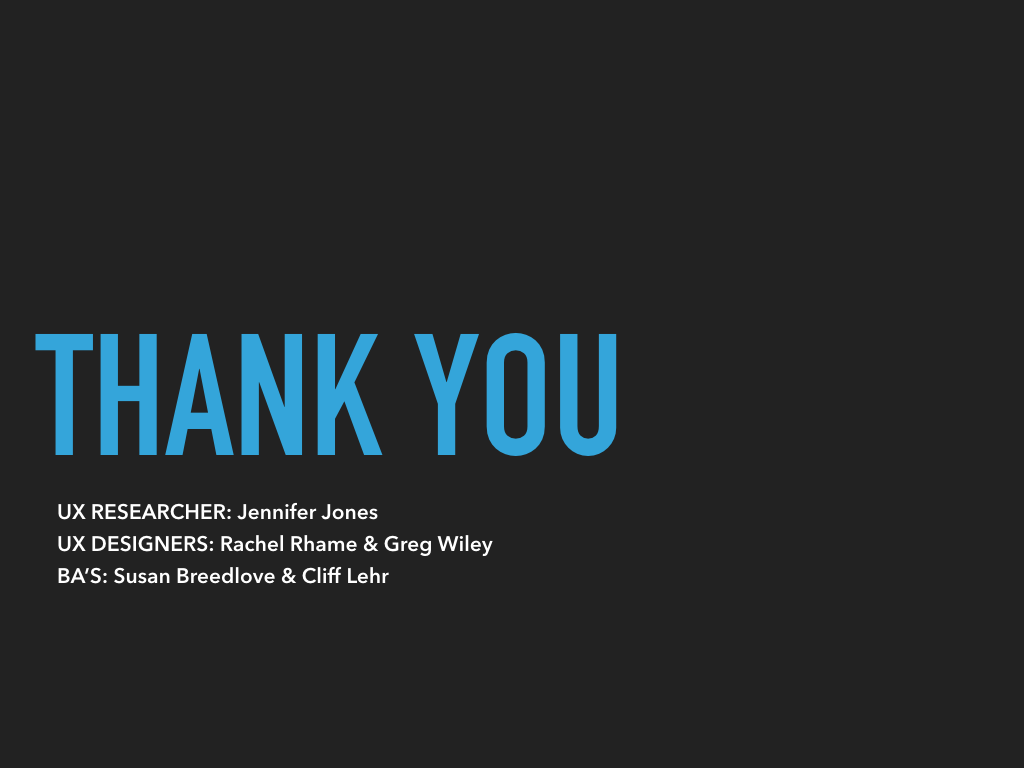 THANK YOU
UX RESEARCHER: Jennifer Jones
UX DESIGNERS: Rachel Rhame & Greg Wiley
BA’S: Susan Breedlove & Cliff Lehr